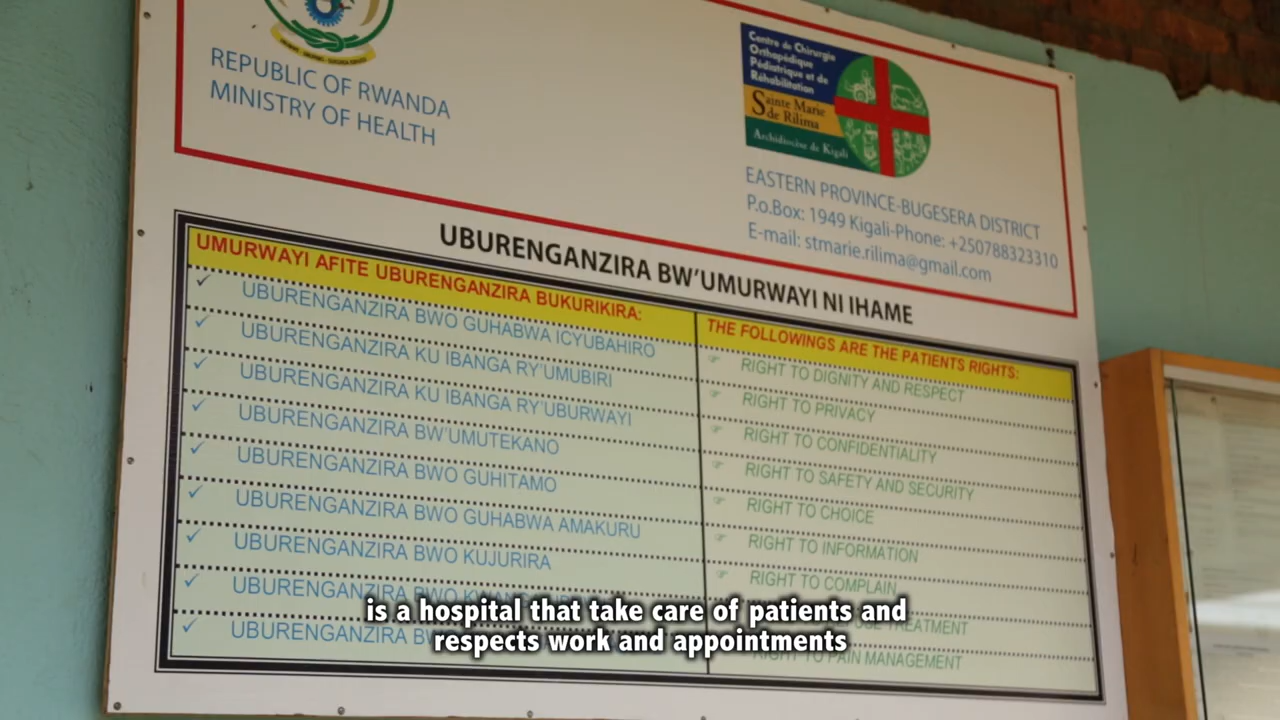 REPUBLIC OF RWANDA
MINISTRY OF HEALTH
Centre de Chirurgie
Orthopédique
Pédiatrique et de
Réhabilitation
Sainte Marie
de Rilima
Archidiocèse de Kigali
EASTERN PROVINCE-BUGESERA DISTRICT
P.o.Box: 1949 Kigali-Phone: +25078832331​0
E-mail: stmarie.rilima@gmail.com
UBURENGANZIRA BW'UMURWAYI NI IHAME
UMURWAYI AFITE UBURENGANZIRA BUKURIKIRA:
UBURENGANZIRA BWO GUHABWA ICYUBAHIRO
UBURENGANZIRA KU IBANGA RY'UMUBIRI
UBURENGANZIRA KU IBANGA RY'UBURWAYI
UBURENGANZIRA BW'UMUTEKANO
UBURENGANZIRA BWO GUHITAMO
UBURENGANZIRA BWO GUHABWA AMAKURU
UBURENGANZIRA BWO KUJURIRA
UBURENGANZIRA BWO
UBURENGANZIRA
THE FOLLOWINGS ARE THE PATIENTS RIGHTS:
RIGHT TO DIGNITY AND RESPECT
RIGHT TO PRIVACY
RIGHT TO CONFIDENTIALITY
RIGHT TO SAFETY AND SECURITY
RIGHT TO CHOICE
RIGHT TO INFORMATION
RIGHT TO COMPLAIN
TREATMENT
RIGHT TO PAIN MANAGEMENT
is a hospital that take care of patients and
respects work and appointments